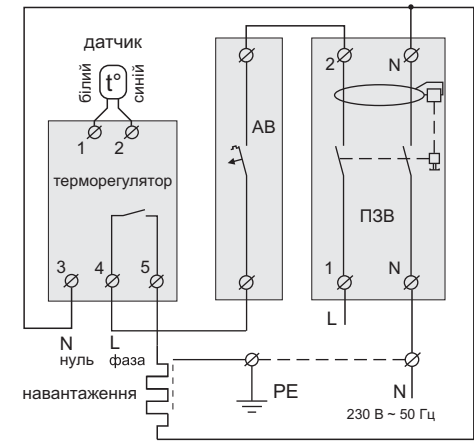 датчик
білий
t°
синій
1 2
терморегулятор
3 4 5
N
нуль
L
фаза
навантаження
АВ
2 N
ПЗВ
1 N
L
PE
N
230 В ~ 50 Гц